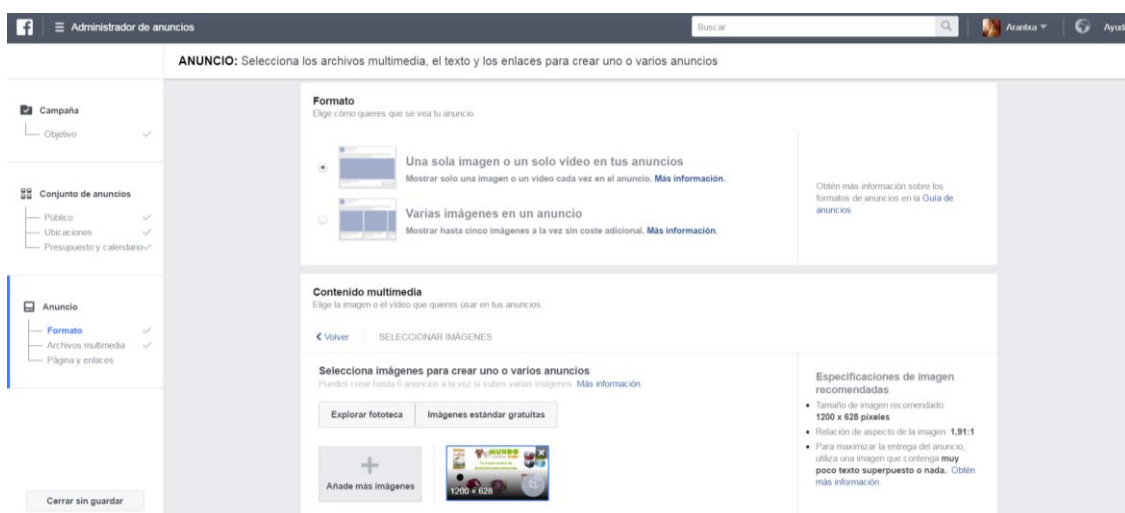 Administrador de anuncios
Buscar
Arantxa
Ayud
ANUNCIO: Selecciona los archivos multimedia, el texto y los enlaces para crear uno o varios anuncios
Campaña
Objetivo
Conjunto de anuncios
Público
Ubicaciones
Presupuesto y calendario
Anuncio
Formato
Archivos multimedia
Página y enlaces
Cerrar sin guardar
Formato
Elige cómo quieres que se vea tu anuncio.
Una sola imagen o un solo vídeo en tus anuncios
Mostrar solo una imagen o un vídeo cada vez en el anuncio. Más información.
Varias imágenes en un anuncio
Mostrar hasta cinco imágenes a la vez sin coste adicional. Más información.
Obtén más información sobre los
formatos de anuncios en la Guía de
anuncios
Contenido multimedia
Elige la imagen o el vídeo que quieres usar en tus anuncios.
Volver
SELECCIONAR IMÁGENES
Selecciona imágenes para crear uno o varios anuncios
Puedes crear hasta 6 anuncios a la vez si subes varias imágenes. Más información
Explorar fototeca
Imágenes estándar gratuitas
Añade más imágenes
MUNDO
1200 × 628
Especificaciones de imagen
recomendadas
Tamaño de imagen recomendado:
1200 x 628 píxeles
Relación de aspecto de la imagen: 1,91:1
Para maximizar la entrega del anuncio,
utiliza una imagen que contenga muy
poco texto superpuesto o nada. Obtén
más información.